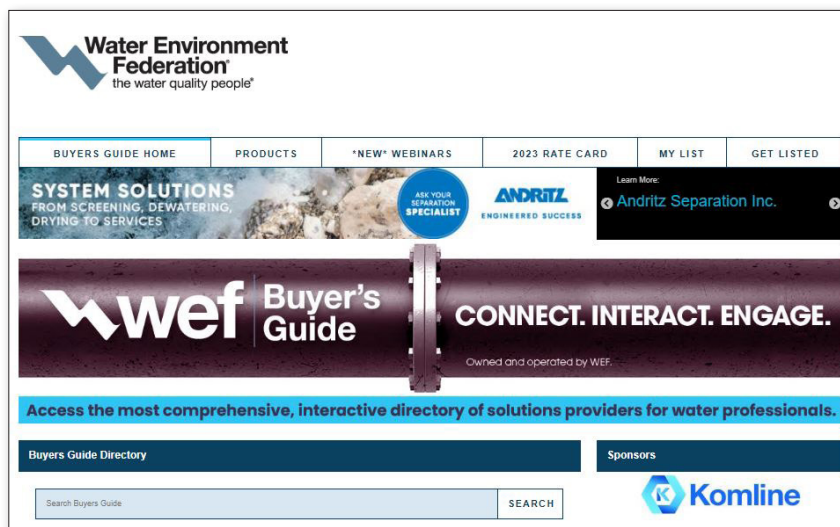 Water Environment
Federation®
the water quality people®
BUYERS GUIDE HOME
PRODUCTS
*NEW* WEBINARS
2023 RATE CARD
MY LIST
GET LISTED
SYSTEM SOLUTIONS
FROM SCREENING, DEWATERING,
DRYING TO SERVICES
ASK YOUR
SEPARATION
SPECIALIST
ANDRITZ
ENGINEERED SUCCESS
Learn More:
Andritz Separation Inc.
wef Buyer's
Guide
CONNECT. INTERACT. ENGAGE.
Owned and operated by WEF.
Access the most comprehensive, interactive directory of solutions providers for water professionals.
Buyers Guide Directory
Sponsors
Search Buyers Guide
SEARCH
K Komline